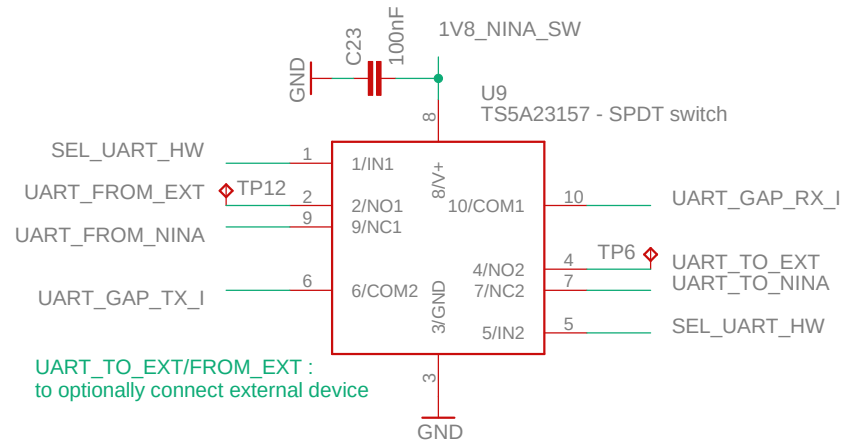 1V8_NINA_SW
C23
100nF
GND
U9
TS5A23157 - SPDT switch
8
SEL_UART_HW
1
1/IN1
8/V+
UART_FROM_EXT
TP12
2
2/NO1
10/COM1
10
UART_GAP_RX_I
UART_FROM_NINA
9
9/NC1
TP6
4/NO2
4
UART_TO_EXT
UART_GAP_TX_I
6
6/COM2
3/GND
7/NC2
7
UART_TO_NINA
5/IN2
5
SEL_UART_HW
UART_TO_EXT/FROM_EXT :
to optionally connect external device
3
GND